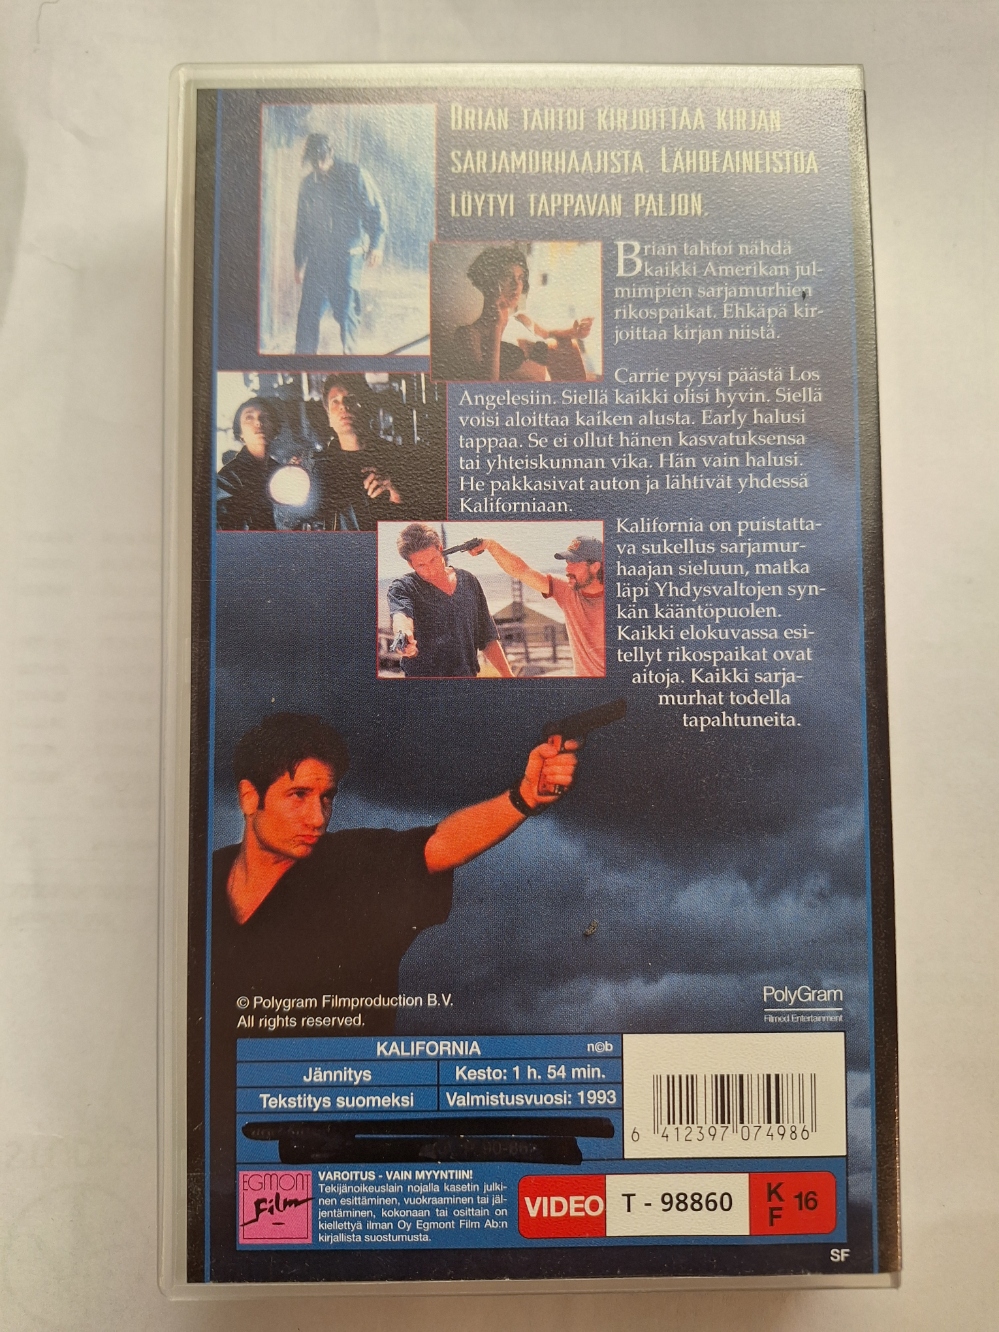 BRIAN TAHTOI KIRJOITTAA KIRJAN
SARJAMURHAAJISTA. LÄHDEAINEISTOA
LÖYTYI TAPPAVAN PALJON.
Brian tahtoi nähdä
kaikki Amerikan jul-
mimpien sarjamurhien
rikospaikat. Ehkäpä kir-
joittaa kirjan niistä.
Carrie pyysi päästä Los
Angelesiin. Siellä kaikki olisi hyvin. Siellä
voisi aloittaa kaiken alusta. Early halusi
tappaa. Se ei ollut hänen kasvatuksensa
tai yhteiskunnan vika. Hän vain halusi.
He pakkasivat auton ja lähtivät yhdessä
Kaliforniaan.
Kalifornia on puistatta-
va sukellus sarjamur-
haajan sieluun, matka
läpi Yhdysvaltojen syn-
kän kääntöpuolen.
Kaikki elokuvassa esi-
tellyt rikospaikat ovat
aitoja. Kaikki sarja-
murhat todella
tapahtuneita.
© Polygram Filmproduction B.V.
All rights reserved.
PolyGram
Filmed Entertainment
KALIFORNIA n©b
Jännitys Kesto: 1 h. 54 min.
Tekstitys suomeksi Valmistusvuosi: 1993
6 412397 074986
EGMONT
Film
VAROITUS - VAIN MYYNTIIN!
Tekijänoikeuslain nojalla kasetin julki-
nen esittäminen, vuokraaminen tai jäl-
jentäminen, kokonaan tai osittain on
kiellettyä ilman Oy Egmont Film Ab:n
kirjallista suostumusta.
VIDEO T - 98860 K F 16
SF